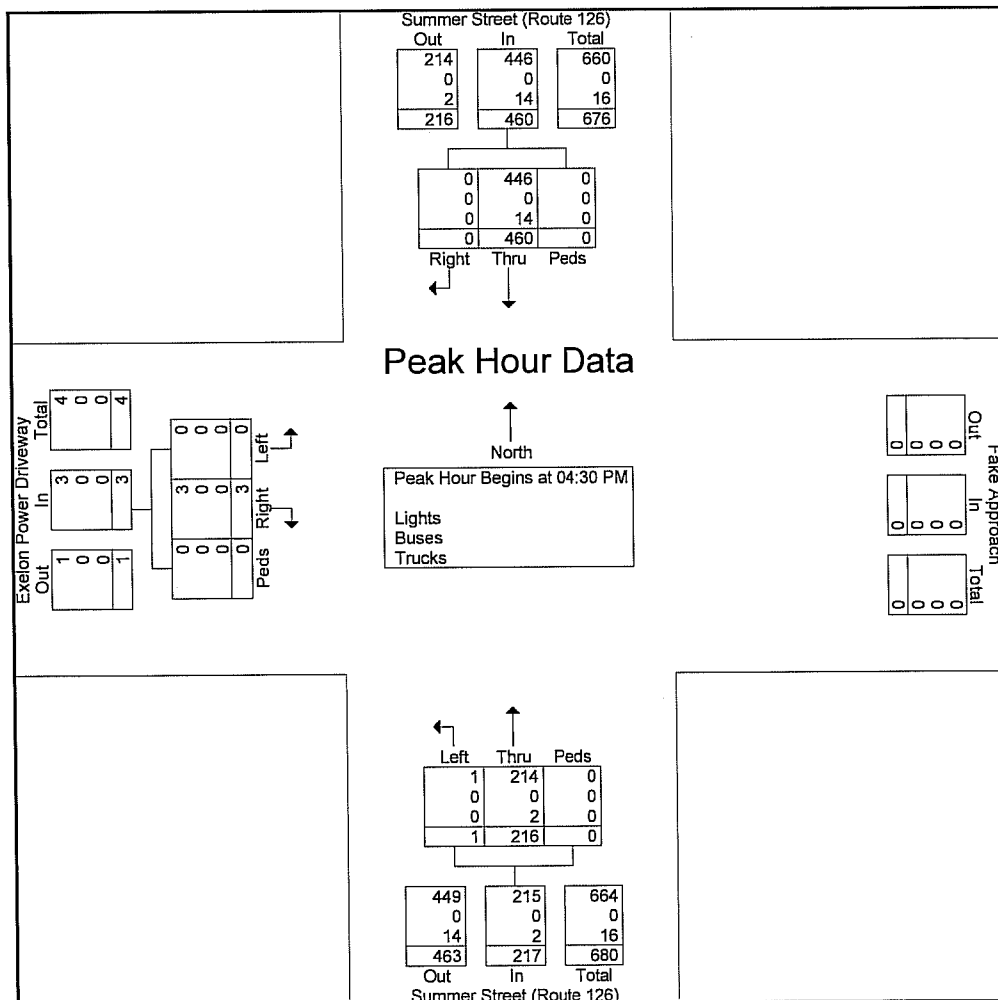 Summer Street (Route 126)
Out In Total
214 446 660
0 0 0
2 14 16
216 460 676
0 446 0
0 0 0
0 14 0
0 460 0
Right Thru Peds
Peak Hour Data
North
Peak Hour Begins at 04:30 PM
Lights
Buses
Trucks
Exelon Power Driveway
Out In Total
1 3 4
0 0 0
0 0 0
1 3 4
Left
0 0 0 0
Right
3 0 0 3
Peds
0 0 0 0
Fake Approach
Out In Total
0 0 0
0 0 0
0 0 0
0 0 0
Left Thru Peds
1 214 0
0 0 0
0 2 0
1 216 0
449 215 664
0 0 0
14 2 16
463 217 680
Out In Total
Summer Street (Route 126)